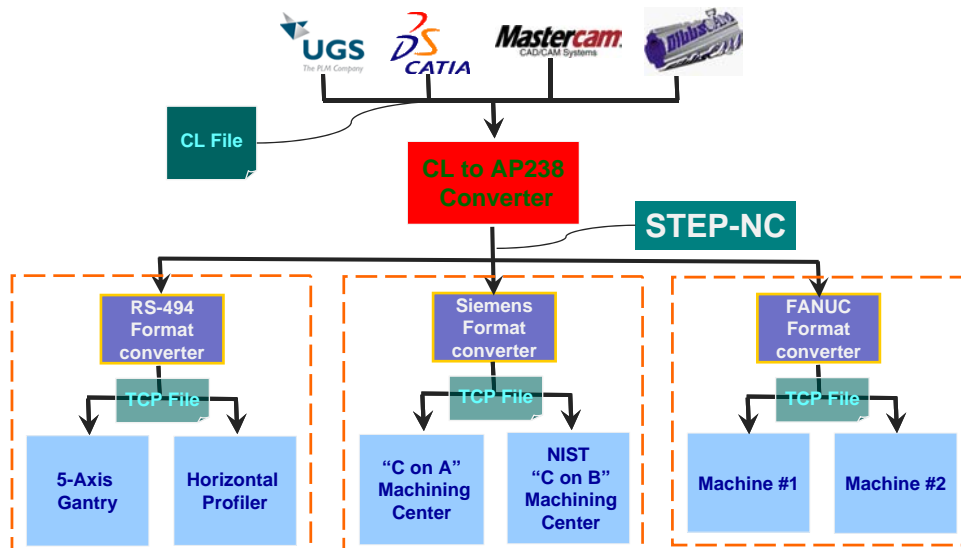 UGS
The PLM Company
DS
CATIA
Mastercam.
CAD/CAM Systems
GibbsCAM
CL File
CL to AP238
Converter
STEP-NC
RS-494
Format
converter
Siemens
Format
converter
FANUC
Format
converter
TCP File
TCP File
TCP File
5-Axis
Gantry
Horizontal
Profiler
“C on A”
Machining
Center
NIST
“C on B”
Machining
Center
Machine #1
Machine #2